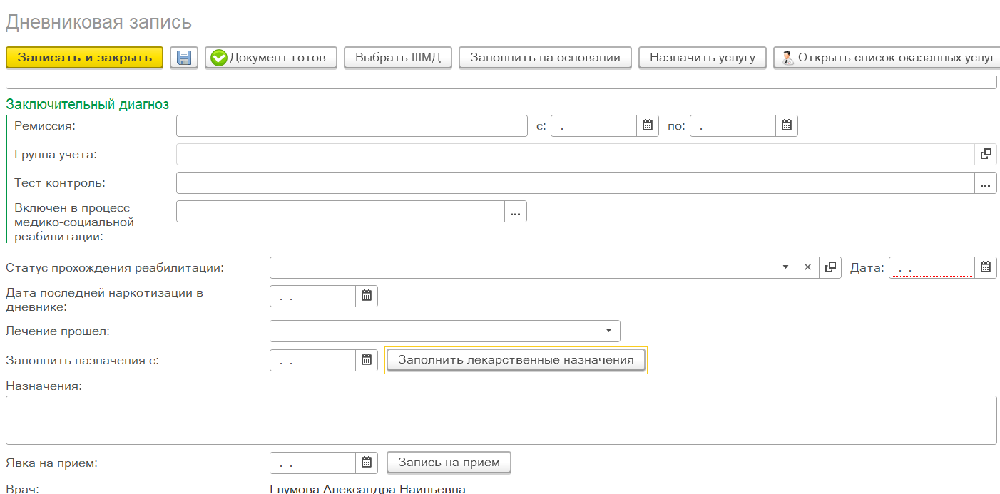 Дневниковая запись
Записать и закрыть Документ готов Выбрать ШМД Заполнить на основании Назначить услугу Открыть список оказанных услуг
Заключительный диагноз
Ремиссия: с: . по: .
Группа учета:
Тест контроль: ...
Включен в процесс
медико-социальной
реабилитации: ...
Статус прохождения реабилитации: × Дата: . .
Дата последней наркотизации в
дневнике: . .
Лечение прошел:
Заполнить назначения с: . . Заполнить лекарственные назначения
Назначения:
Явка на прием: . . Запись на прием
Врач: Глумова Александра Наильевна